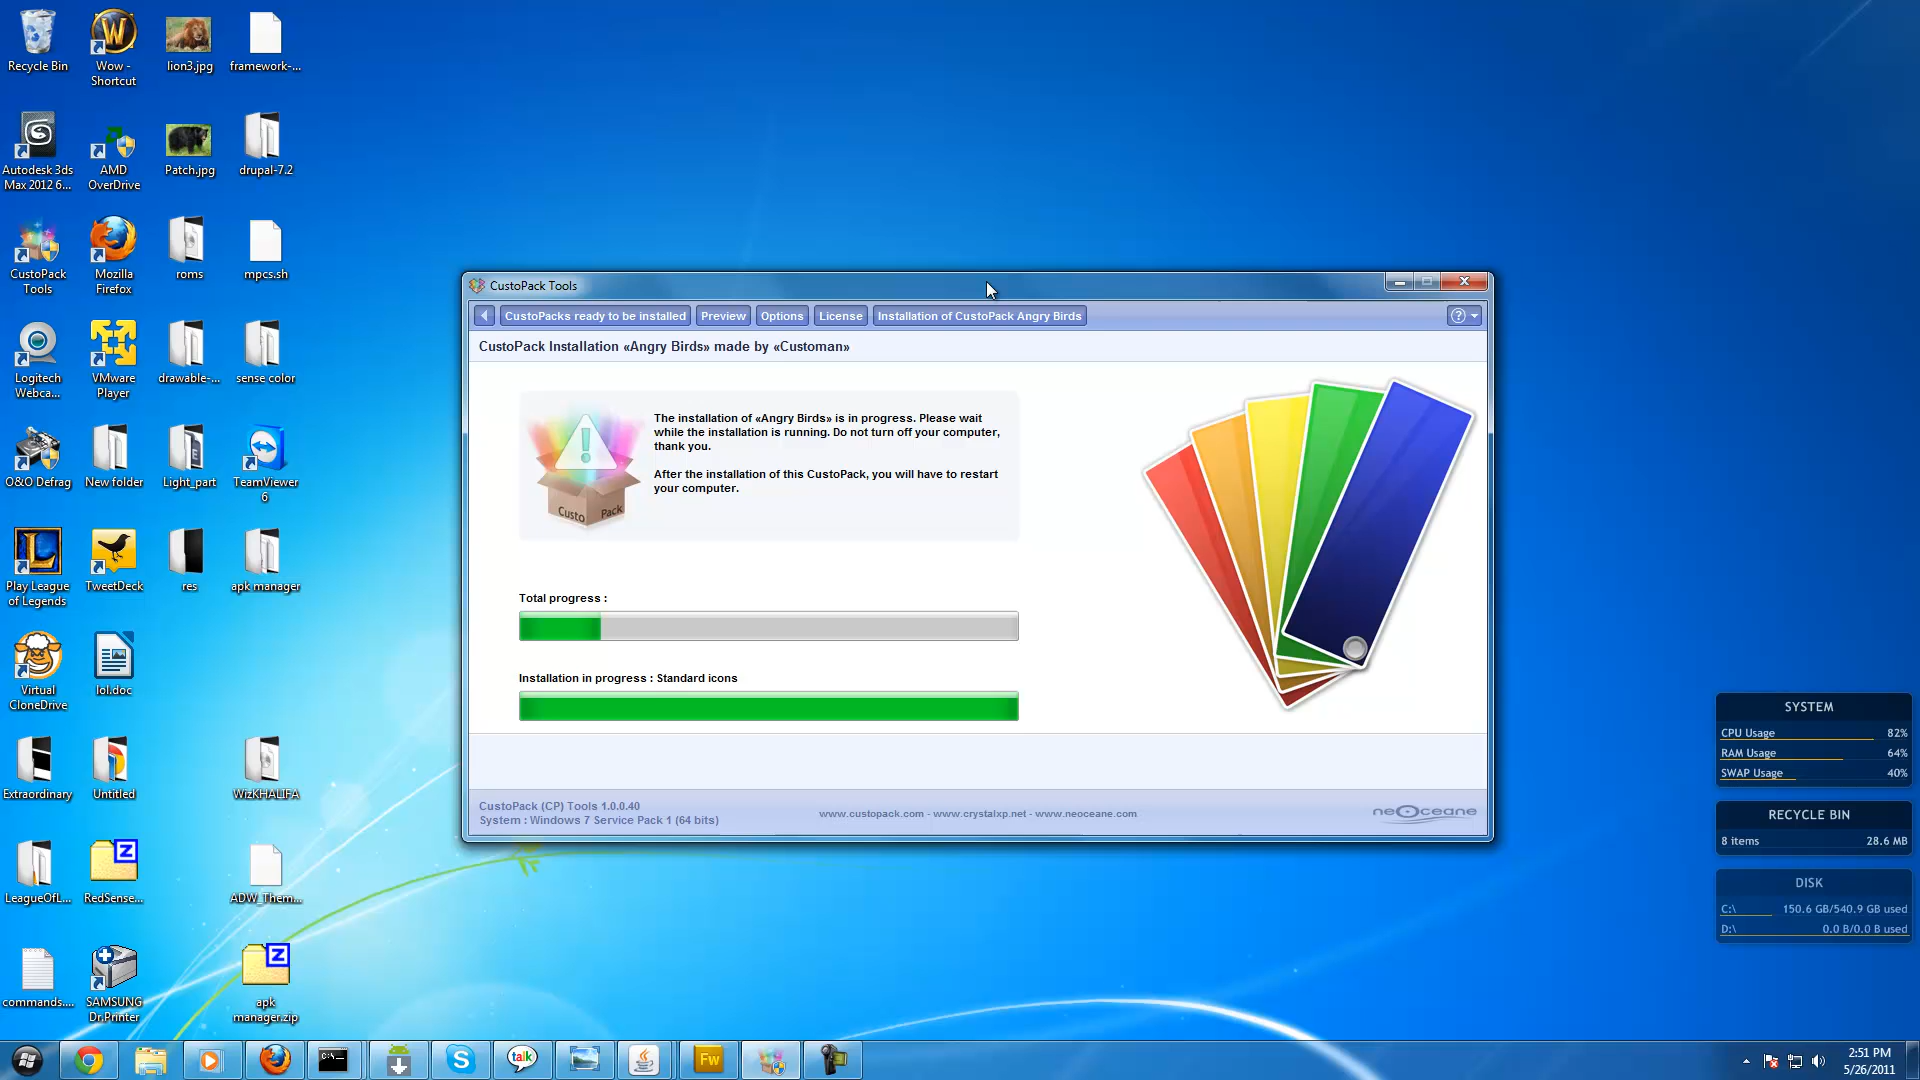 Recycle Bin
Wow -
Shortcut
lion3.jpg
framework-...
Autodesk 3ds
Max 2012 6...
AMD
OverDrive
Patch.jpg
drupal-7.2
CustoPack
Tools
Mozilla
Firefox
roms
mpcs.sh
Logitech
Webca...
VMware
Player
drawable-...
sense color
O&O Defrag
New folder
Light_part
TeamViewer
6
Play League
of Legends
TweetDeck
res
apk manager
Virtual
CloneDrive
lol.doc
Extraordinary
Untitled
WizKHALIFA
LeagueOfL...
RedSense...
ADW_Them...
commands....
SAMSUNG
Dr.Printer
apk
manager.zip
CustoPack Tools
CustoPacks ready to be installed
Preview
Options
License
Installation of CustoPack Angry Birds
CustoPack Installation «Angry Birds» made by «Customan»
Custo Pack
The installation of «Angry Birds» is in progress. Please wait
while the installation is running. Do not turn off your computer,
thank you.
After the installation of this CustoPack, you will have to restart
your computer.
Total progress :
Installation in progress : Standard icons
CustoPack (CP) Tools 1.0.0.40
System : Windows 7 Service Pack 1 (64 bits)
www.custopack.com - www.crystalxp.net - www.neoceane.com
neOceane
SYSTEM
CPU Usage 82%
RAM Usage 64%
SWAP Usage 40%
RECYCLE BIN
8 items 28.6 MB
DISK
C:\ 150.6 GB/540.9 GB used
D:\ 0.0 B/0.0 B used
C:\
talk
Fw
2:51 PM
5/26/2011